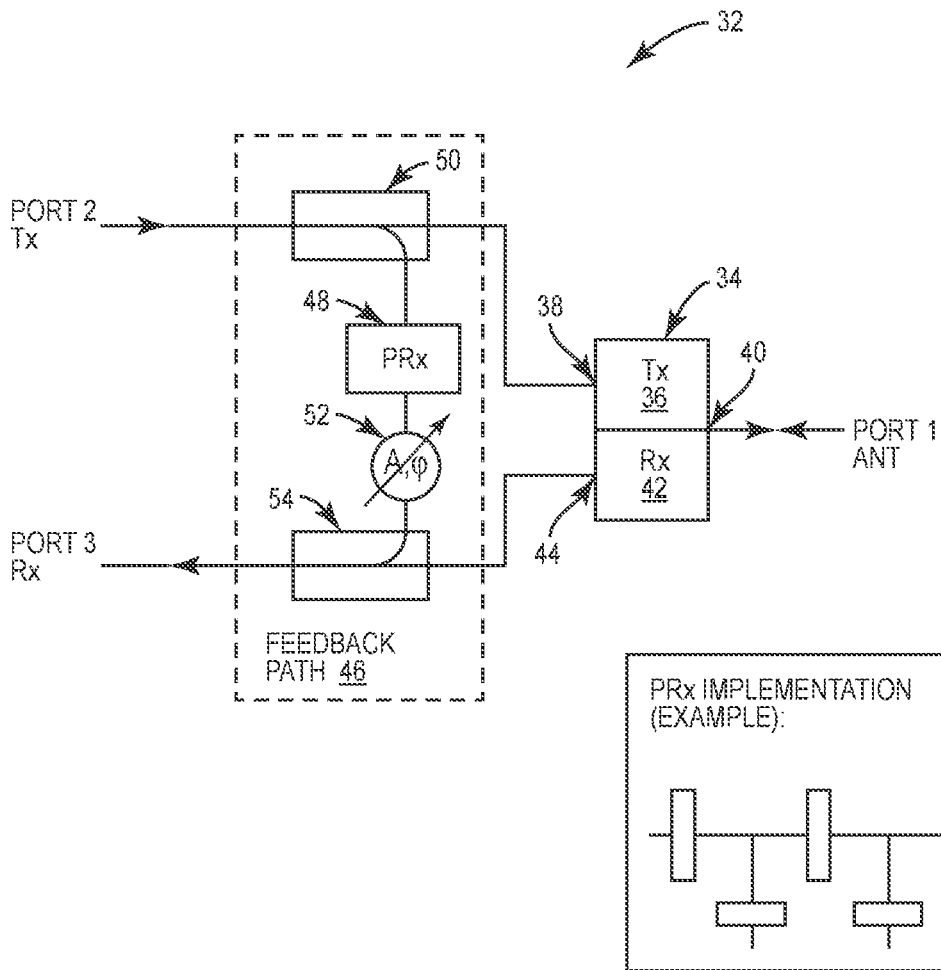 32
50
PORT 2
Tx
48
34
38
PRx
Tx
36
40
52
A,φ
PORT 1
ANT
Rx
42
54
44
PORT 3
Rx
FEEDBACK
PATH 46
PRx IMPLEMENTATION
(EXAMPLE):